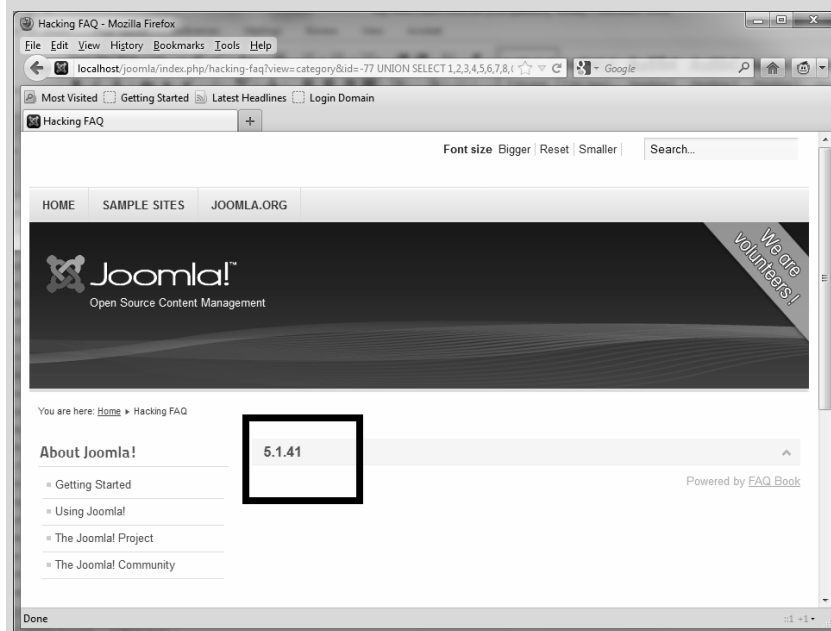 Hacking FAQ - Mozilla Firefox
File Edit View History Bookmarks Tools Help
localhost/joomla/index.php/hacking-faq?view=category&id=-77 UNION SELECT 1,2,3,4,5,6,7,8,( Google
Most Visited Getting Started Latest Headlines Login Domain
Hacking FAQ
Font size Bigger Reset Smaller Search...
HOME SAMPLE SITES JOOMLA.ORG
We are volunteers!
Joomla!™
Open Source Content Management
You are here: Home Hacking FAQ
About Joomla!
5.1.41
Getting Started
Powered by FAQ Book
Using Joomla!
The Joomla! Project
The Joomla! Community
Done